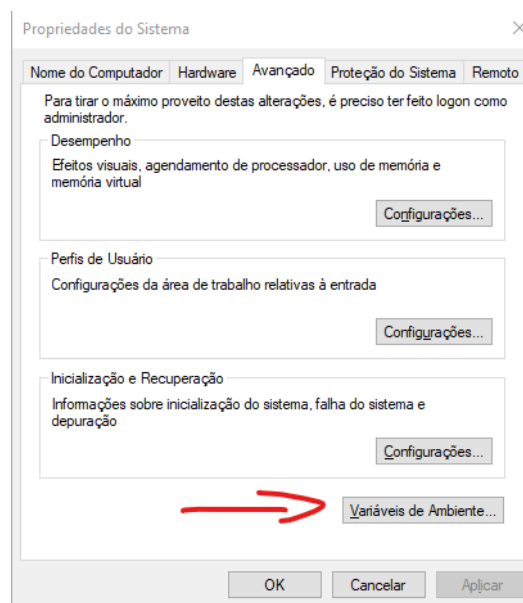 Propriedades do Sistema
Nome do Computador Hardware Avançado Proteção do Sistema Remoto
Para tirar o máximo proveito destas alterações, é preciso ter feito logon como
administrador.
Desempenho
Efeitos visuais, agendamento de processador, uso de memória e
memória virtual
Configurações...
Perfis de Usuário
Configurações da área de trabalho relativas à entrada
Configurações...
Inicialização e Recuperação
Informações sobre inicialização do sistema, falha do sistema e
depuração
Configurações...
Variáveis de Ambiente...
OK Cancelar Aplicar